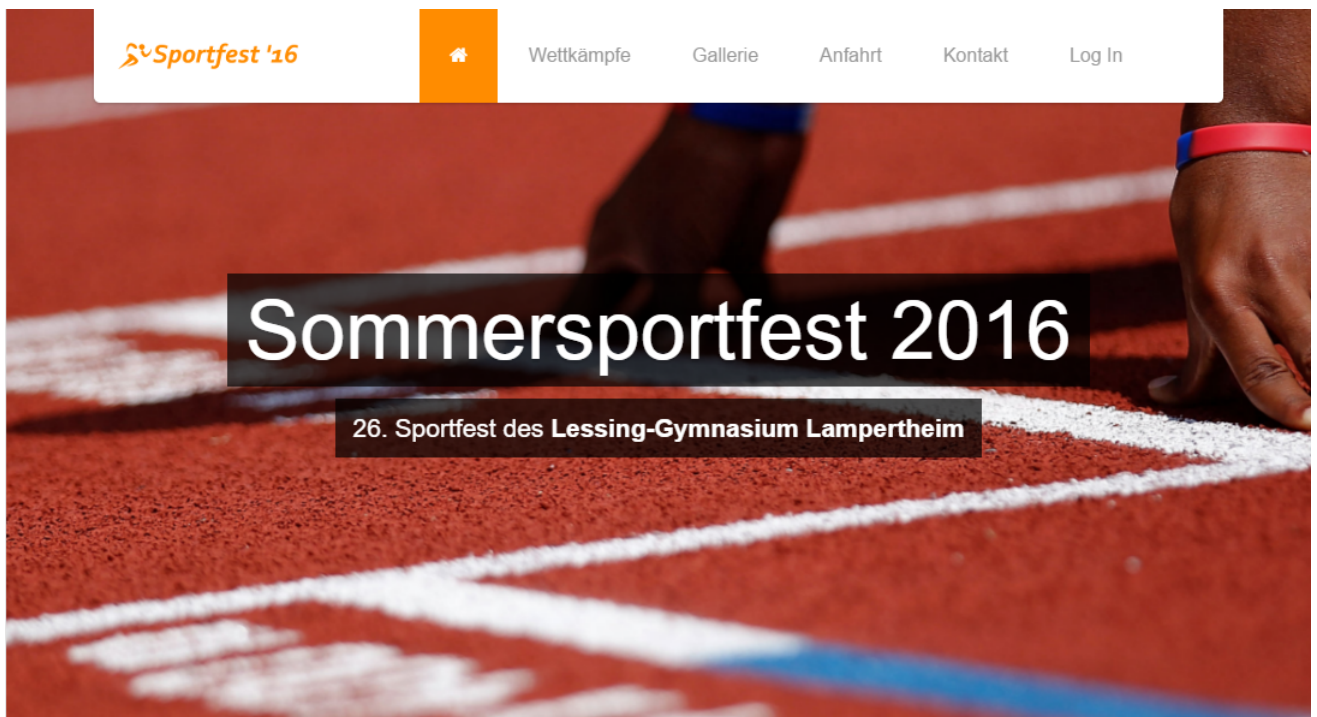 Sportfest '16
Wettkämpfe Gallerie Anfahrt Kontakt Log In
Sommersportfest 2016
26. Sportfest des Lessing-Gymnasium Lampertheim